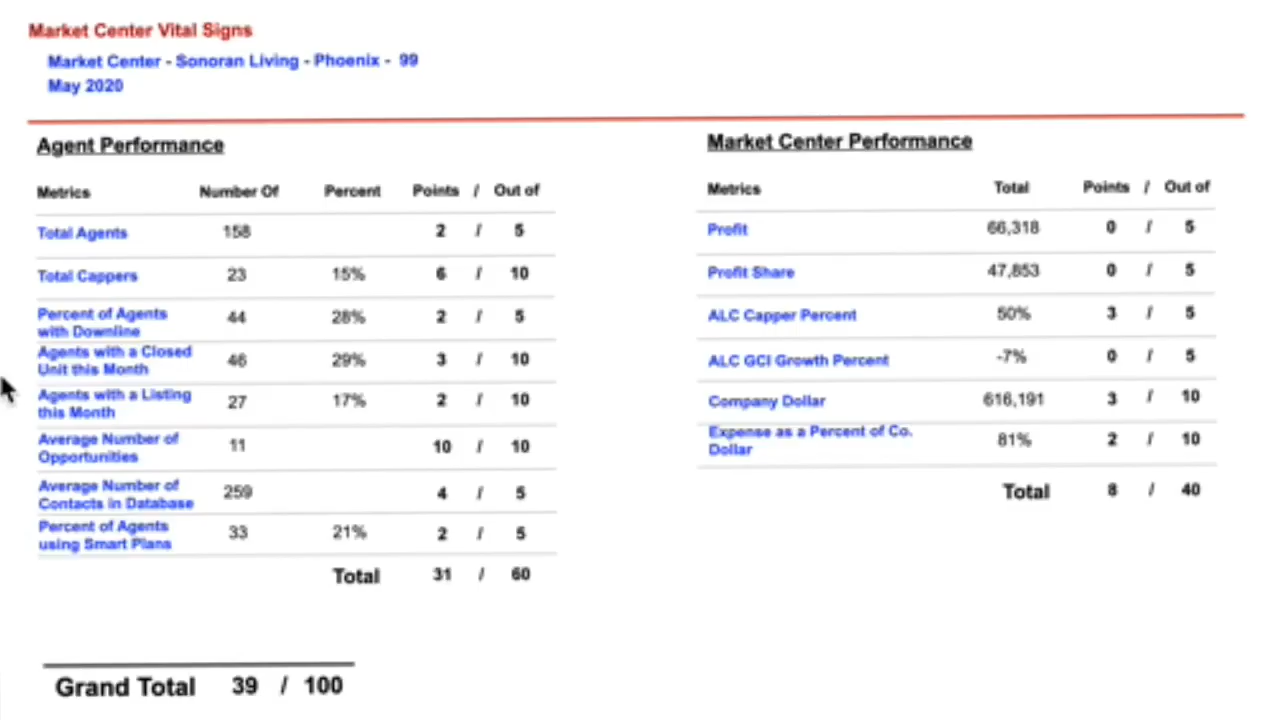 Market Center Vital Signs
Market Center - Sonoran Living - Phoenix - 99
May 2020
Agent Performance
Metrics Number Of Percent Points / Out of
Total Agents 158 2 / 5
Total Cappers 23 15% 6 / 10
Percent of Agents
with Downline 44 28% 2 / 5
Agents with a Closed
Unit this Month 46 29% 3 / 10
Agents with a Listing
this Month 27 17% 2 / 10
Average Number of
Opportunities 11 10 / 10
Average Number of
Contacts in Database 259 4 / 5
Percent of Agents
using Smart Plans 33 21% 2 / 5
Total 31 / 60
Market Center Performance
Metrics Total Points / Out of
Profit 66,318 0 / 5
Profit Share 47,853 0 / 5
ALC Capper Percent 50% 3 / 5
ALC GCI Growth Percent -7% 0 / 5
Company Dollar 616,191 3 / 10
Expense as a Percent of Co.
Dollar 81% 2 / 10
Total 8 / 40
Grand Total 39 / 100